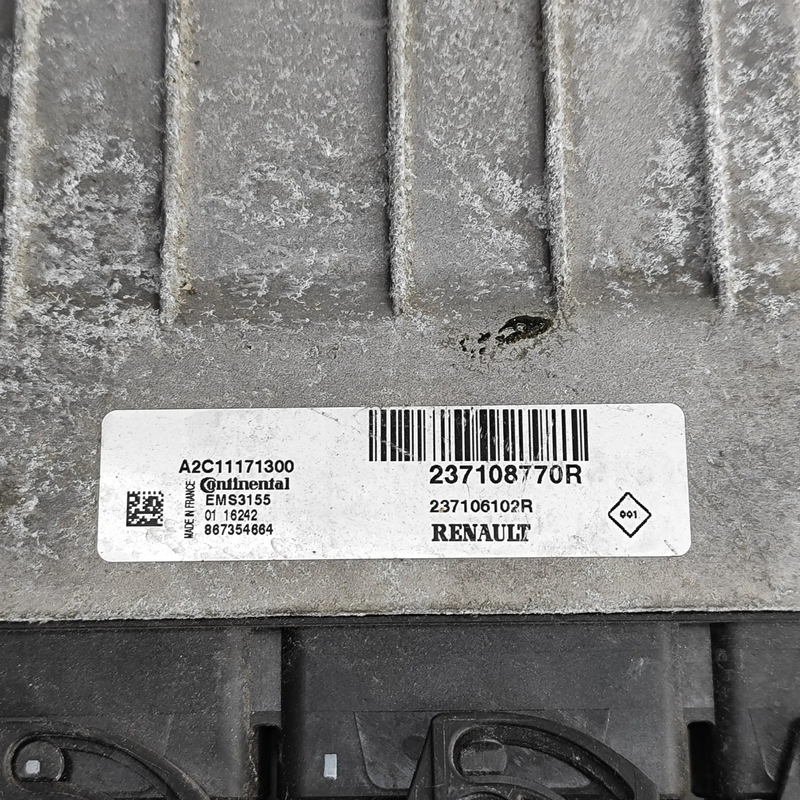 A2C11171300
Continental
MADE IN FRANCE
EMS3155
01 16242
867354664
237108770R
237106102R
RENAULT
001